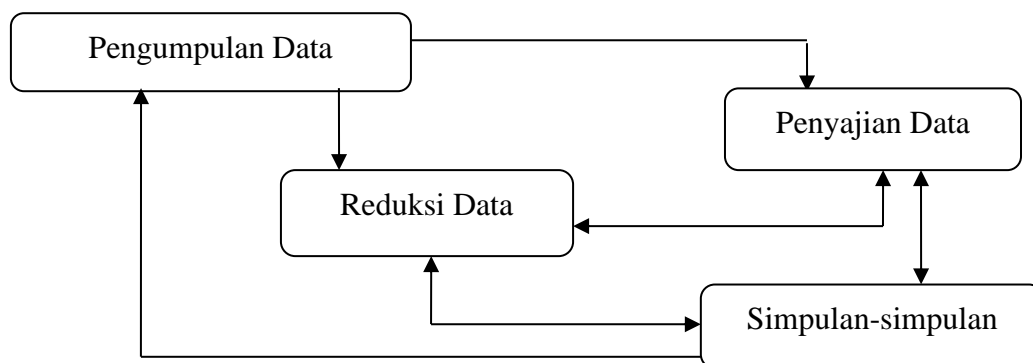 Pengumpulan Data
Penyajian Data
Reduksi Data
Simpulan-simpulan